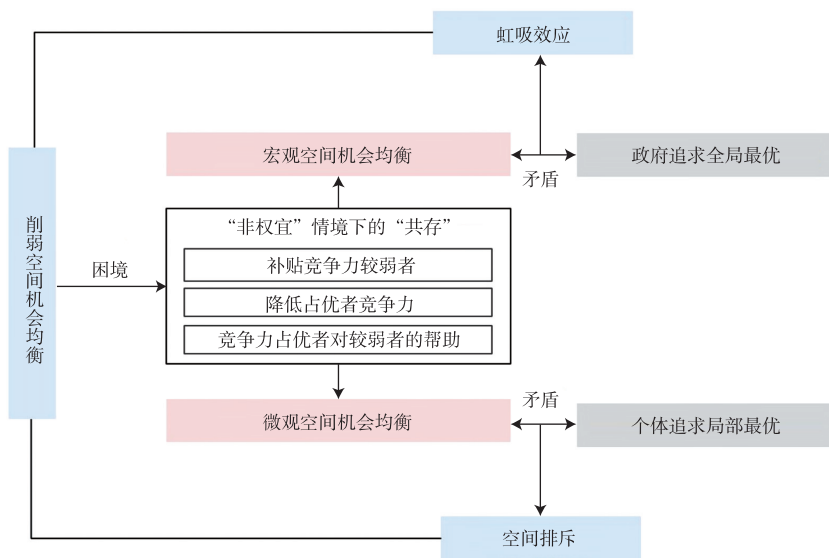 虹吸效应
宏观空间机会均衡
矛盾
政府追求全局最优
削弱空间机会均衡
困境
“非权宜”情境下的“共存”
补贴竞争力较弱者
降低占优者竞争力
竞争力占优者对较弱者的帮助
微观空间机会均衡
矛盾
个体追求局部最优
空间排斥